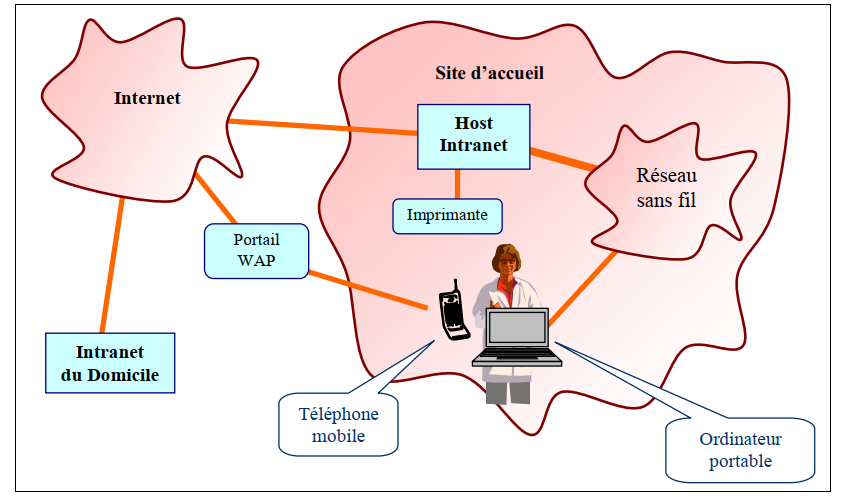 Site d'accueil
Internet
Host
Intranet
Réseau
sans fil
Imprimante
Portail
WAP
Intranet
du Domicile
Téléphone
mobile
Ordinateur
portable